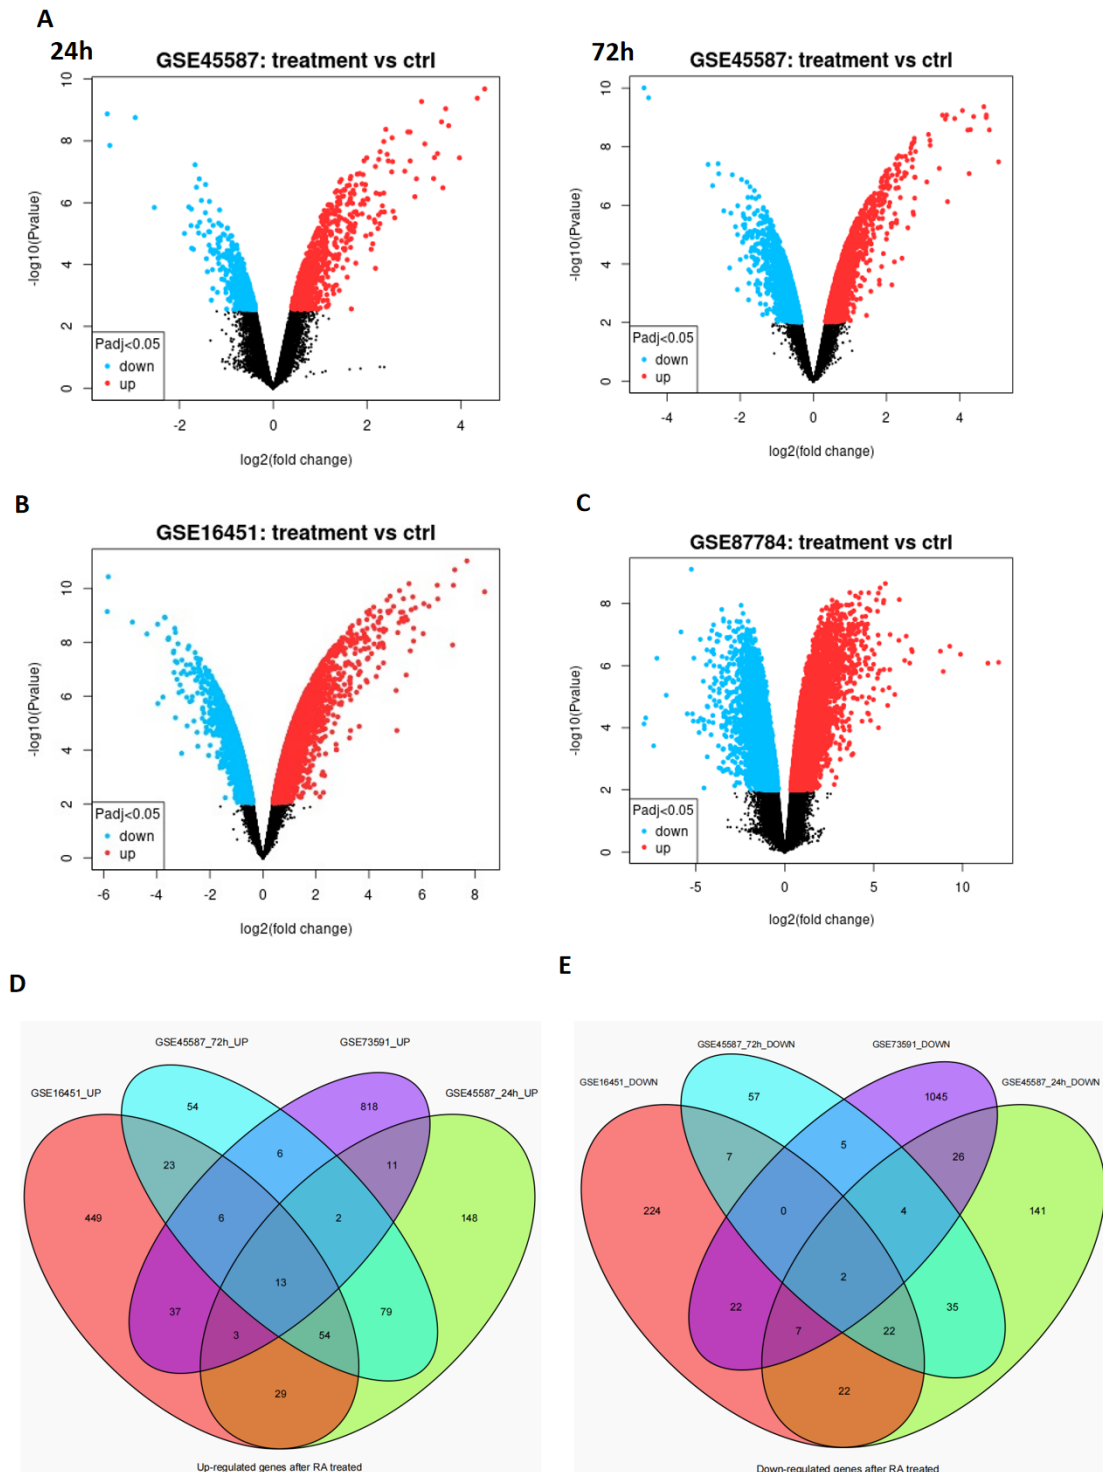 A
24h
GSE45587: treatment vs ctrl
-log10(Pvalue)
10
8
6
4
2
0
Padj<0.05
down
up
-2 0 2 4
log2(fold change)
72h
GSE45587: treatment vs ctrl
-log10(Pvalue)
10
8
6
4
2
0
Padj<0.05
down
up
-4 -2 0 2 4
log2(fold change)
B
GSE16451: treatment vs ctrl
-log10(Pvalue)
10
8
6
4
2
0
Padj<0.05
down
up
-6 -4 -2 0 2 4 6 8
log2(fold change)
C
GSE87784: treatment vs ctrl
-log10(Pvalue)
8
6
4
2
0
Padj<0.05
down
up
-5 0 5 10
log2(fold change)
D
GSE45587_72h_UP
GSE73591_UP
GSE16451_UP
GSE45587_24h_UP
54
818
6
23
11
449
6
2
148
13
37
79
3
54
29
Up-regulated genes after RA treated
E
GSE45587_72h_DOWN
GSE73591_DOWN
GSE16451_DOWN
GSE45587_24h_DOWN
57
1045
5
7
26
224
0
4
141
2
22
35
7
22
22
Down-regulated genes after RA treated